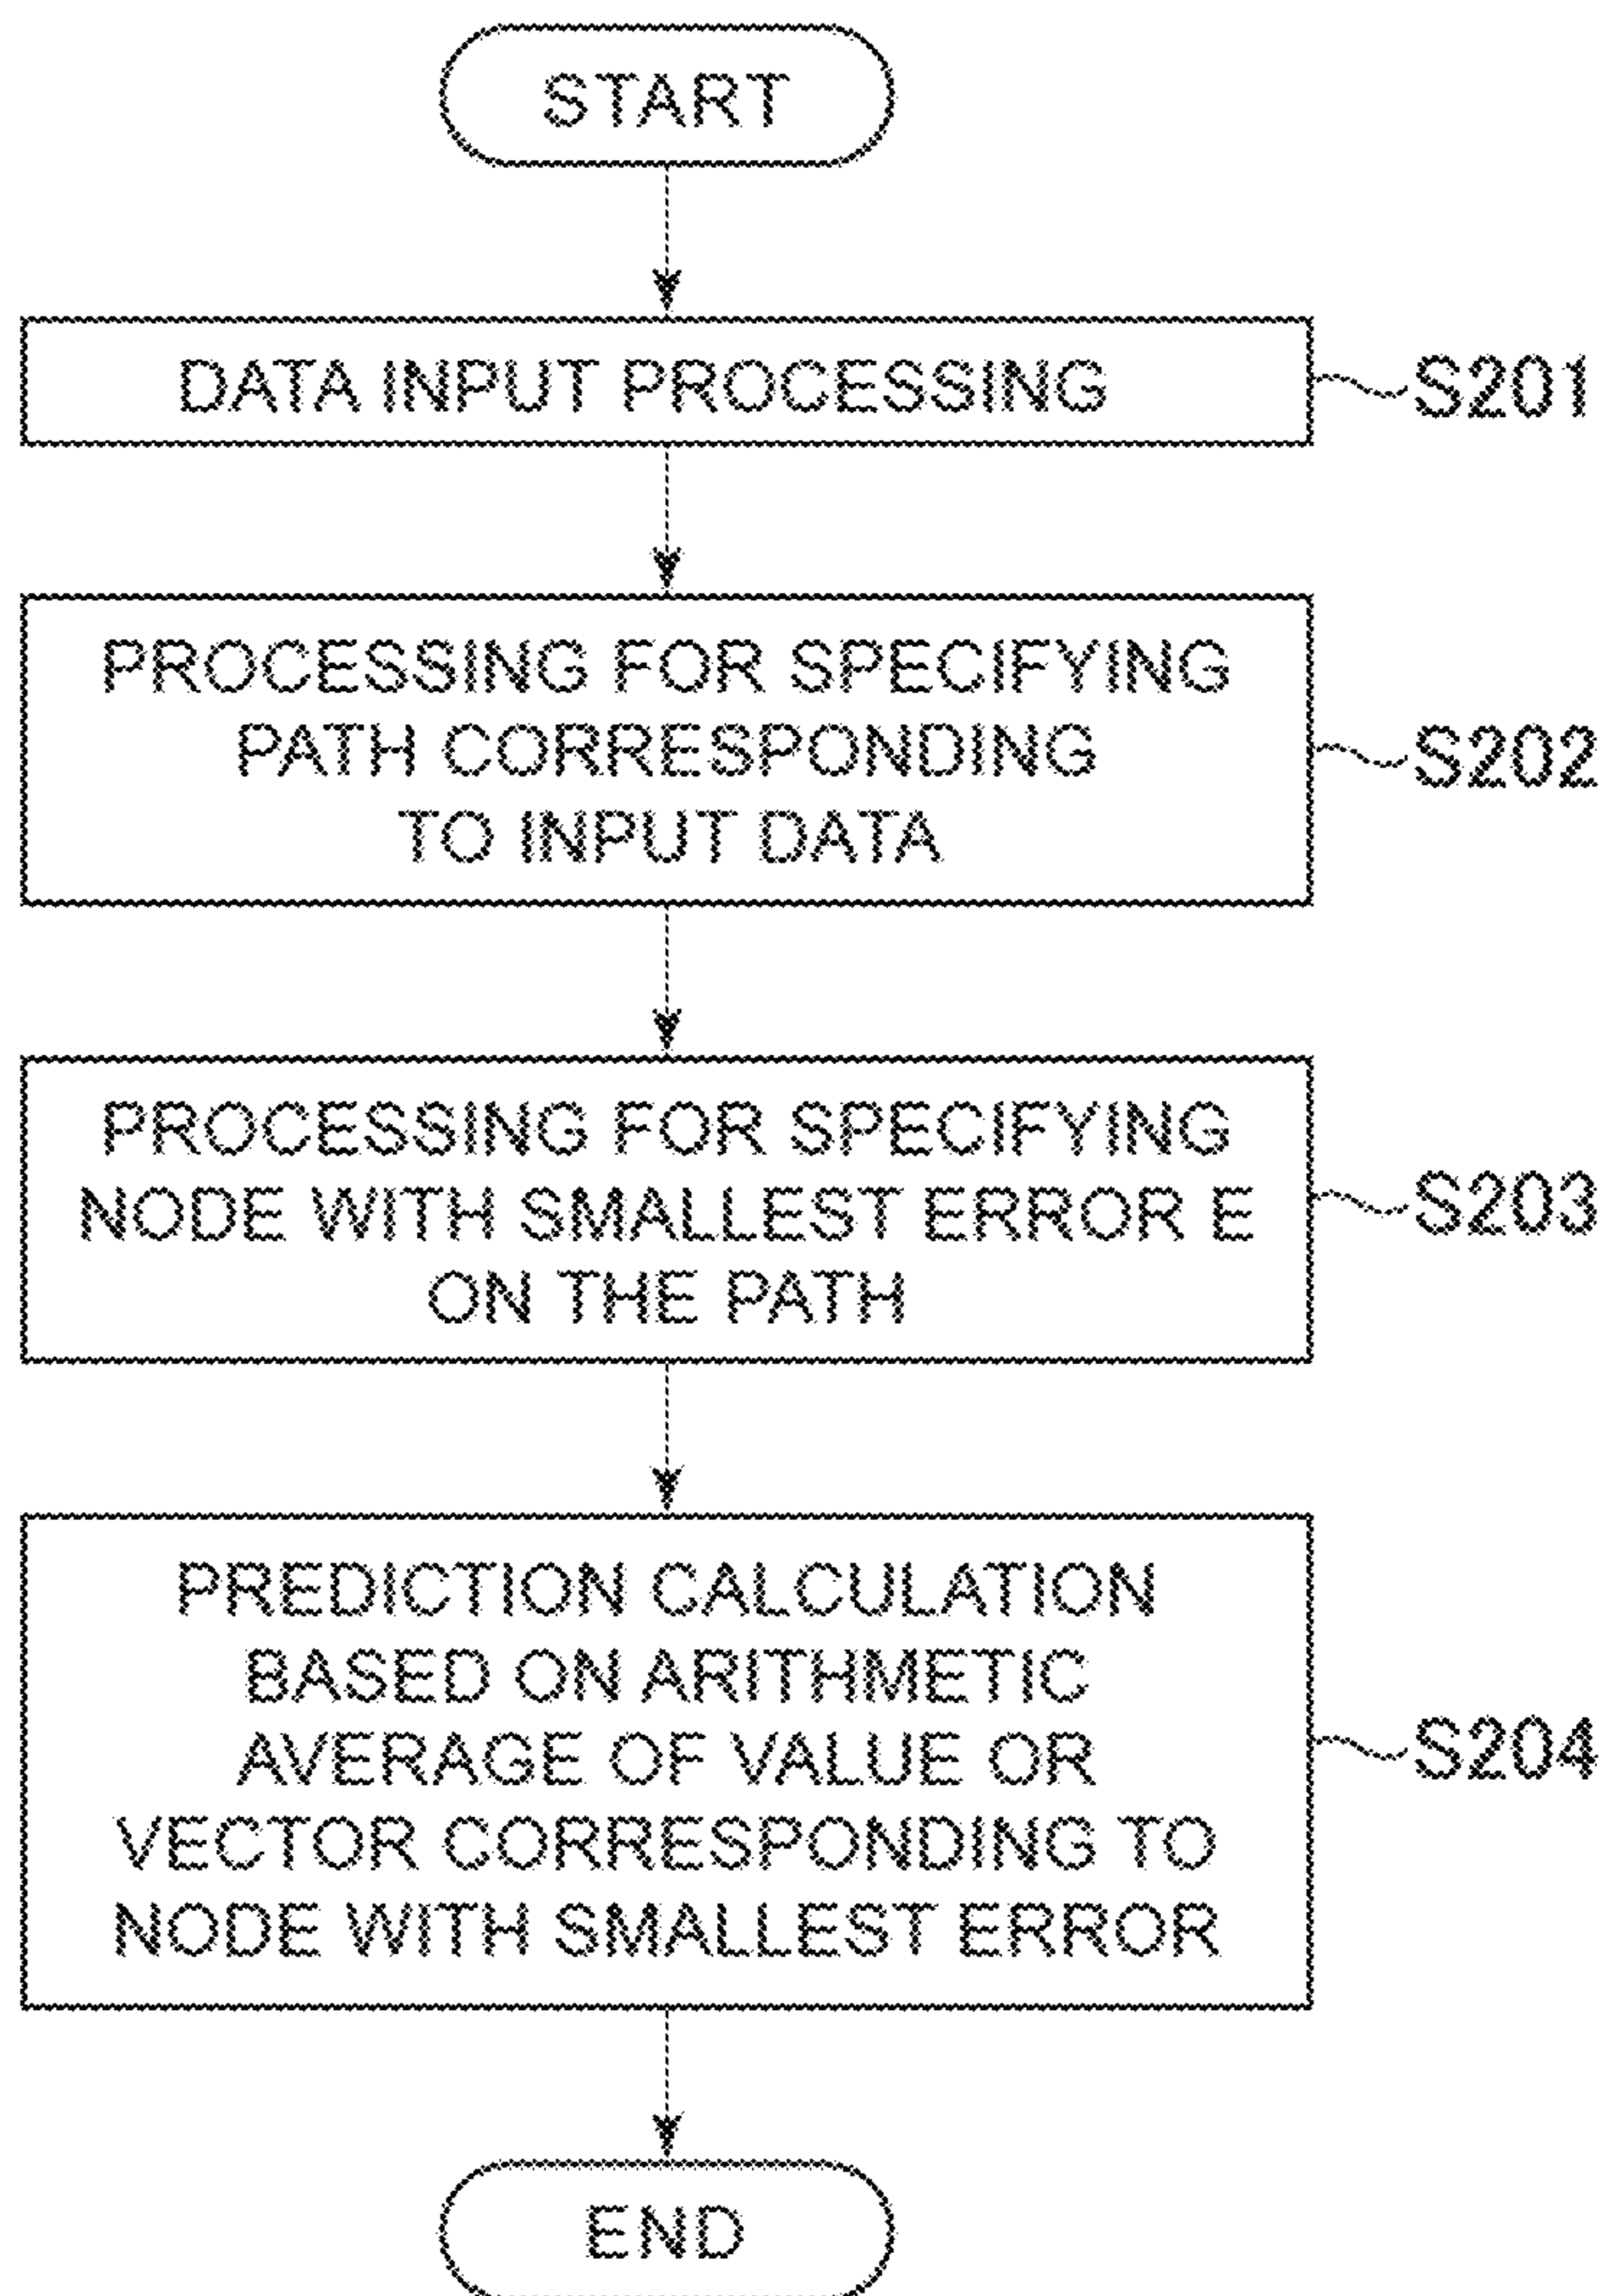 START
DATA INPUT PROCESSING
S201
PROCESSING FOR SPECIFYING
PATH CORRESPONDING
TO INPUT DATA
S202
PROCESSING FOR SPECIFYING
NODE WITH SMALLEST ERROR E
ON THE PATH
S203
PREDICTION CALCULATION
BASED ON ARITHMETIC
AVERAGE OF VALUE OR
VECTOR CORRESPONDING TO
NODE WITH SMALLEST ERROR
S204
END